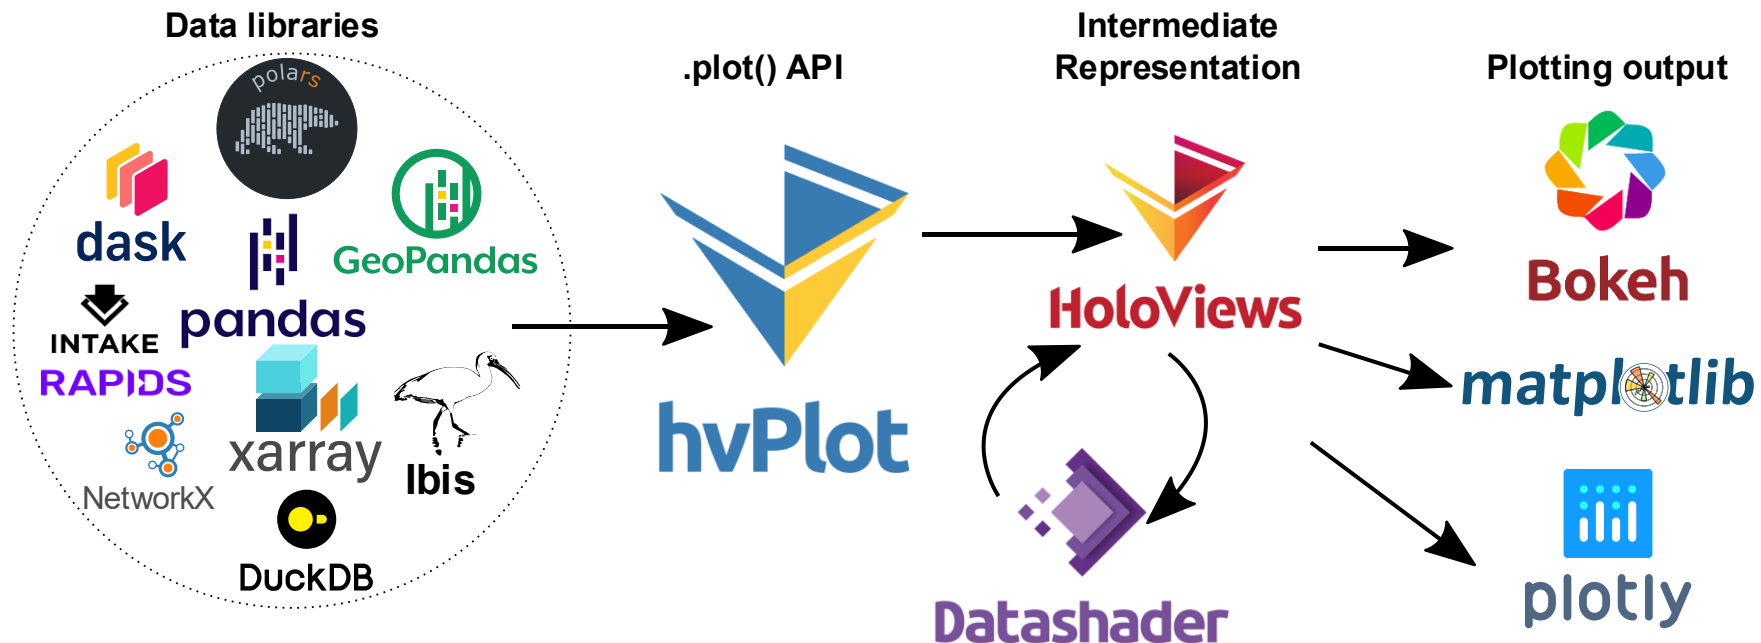 Data libraries
.plot() API
Intermediate
Representation
Plotting output
polars
dask
GeoPandas
pandas
INTAKE
RAPIDS
xarray
Ibis
NetworkX
DuckDB
hvPlot
HoloViews
Datashader
Bokeh
matplotlib
plotly